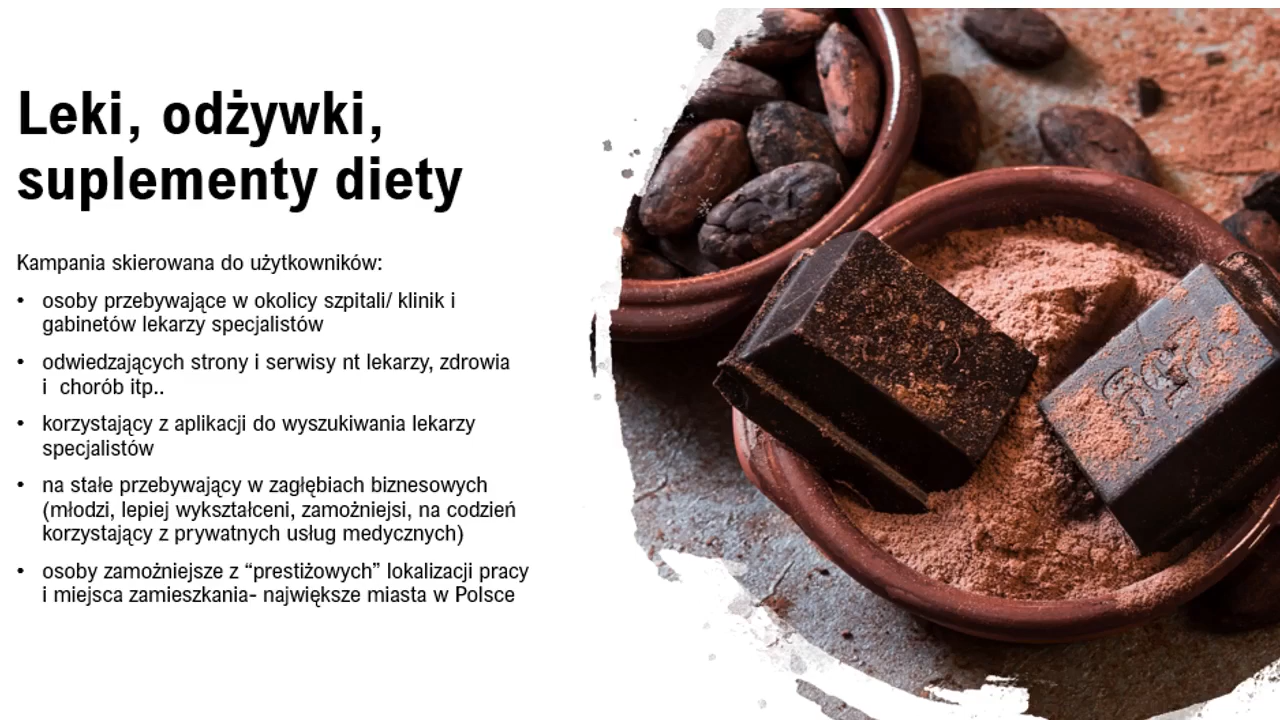 Leki, odżywki,
suplementy diety
Kampania skierowana do użytkowników:
• osoby przebywające w okolicy szpitali/ klinik i
gabinetów lekarzy specjalistów
• odwiedzających strony i serwisy nt lekarzy, zdrowia
i  chorób itp..
• korzystający z aplikacji do wyszukiwania lekarzy
specjalistów
• na stałe przebywający w zagłębiach biznesowych
(młodzi, lepiej wykształceni, zamożniejsi, na codzień
korzystający z prywatnych usług medycznych)
• osoby zamożniejsze z “prestiżowych” lokalizacji pracy
i miejsca zamieszkania- największe miasta w Polsce